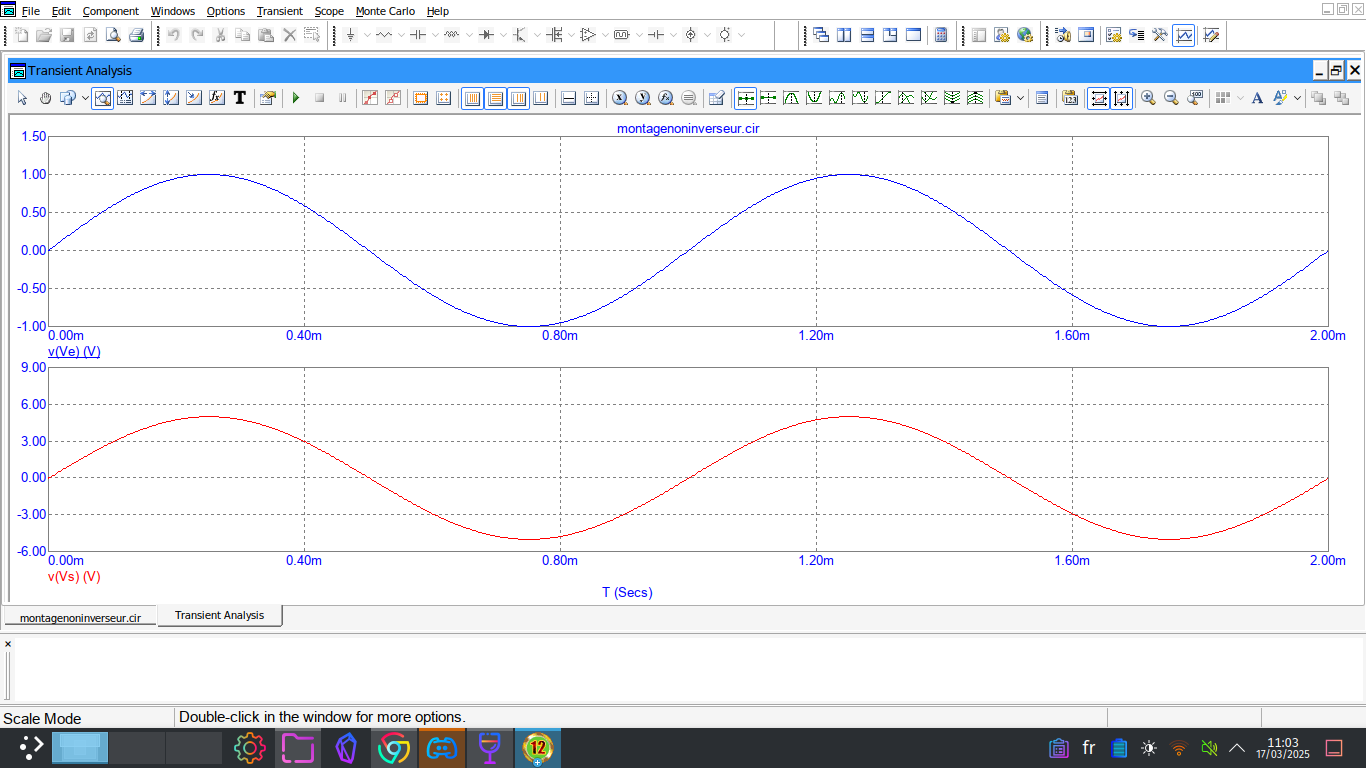 File Edit Component Windows Options Transient Scope Monte Carlo Help
Transient Analysis
T 123 100 A
montagenoninverseur.cir
1.50
1.00
0.50
0.00
-0.50
-1.00
0.00m 0.40m 0.80m 1.20m 1.60m 2.00m
v(Ve) (V)
9.00
6.00
3.00
0.00
-3.00
-6.00
0.00m 0.40m 0.80m 1.20m 1.60m 2.00m
v(Vs) (V)
T (Secs)
montagenoninverseur.cir Transient Analysis
Scale Mode Double-click in the window for more options.
12 fr 11:03
17/03/2025